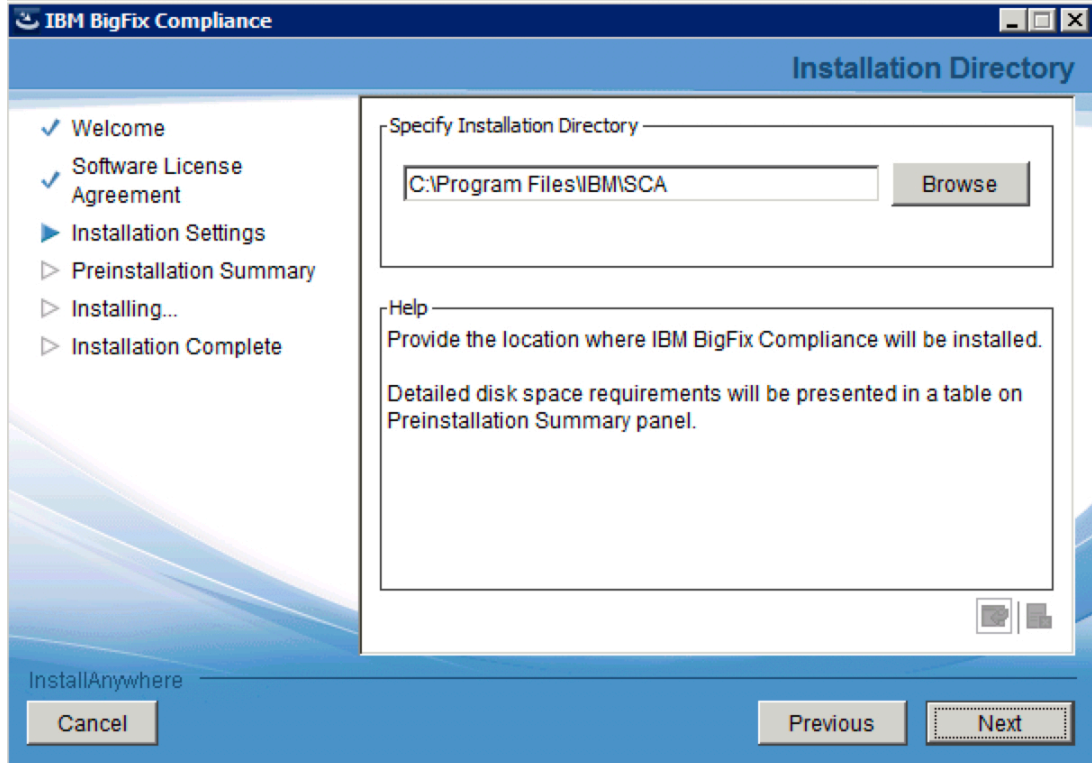 IBM BigFix Compliance
Installation Directory
Welcome
Software License
Agreement
Installation Settings
Preinstallation Summary
Installing...
Installation Complete
Specify Installation Directory
C:\Program Files\IBM\SCA
Browse
Help
Provide the location where IBM BigFix Compliance will be installed.
Detailed disk space requirements will be presented in a table on
Preinstallation Summary panel.
InstallAnywhere
Cancel
Previous
Next